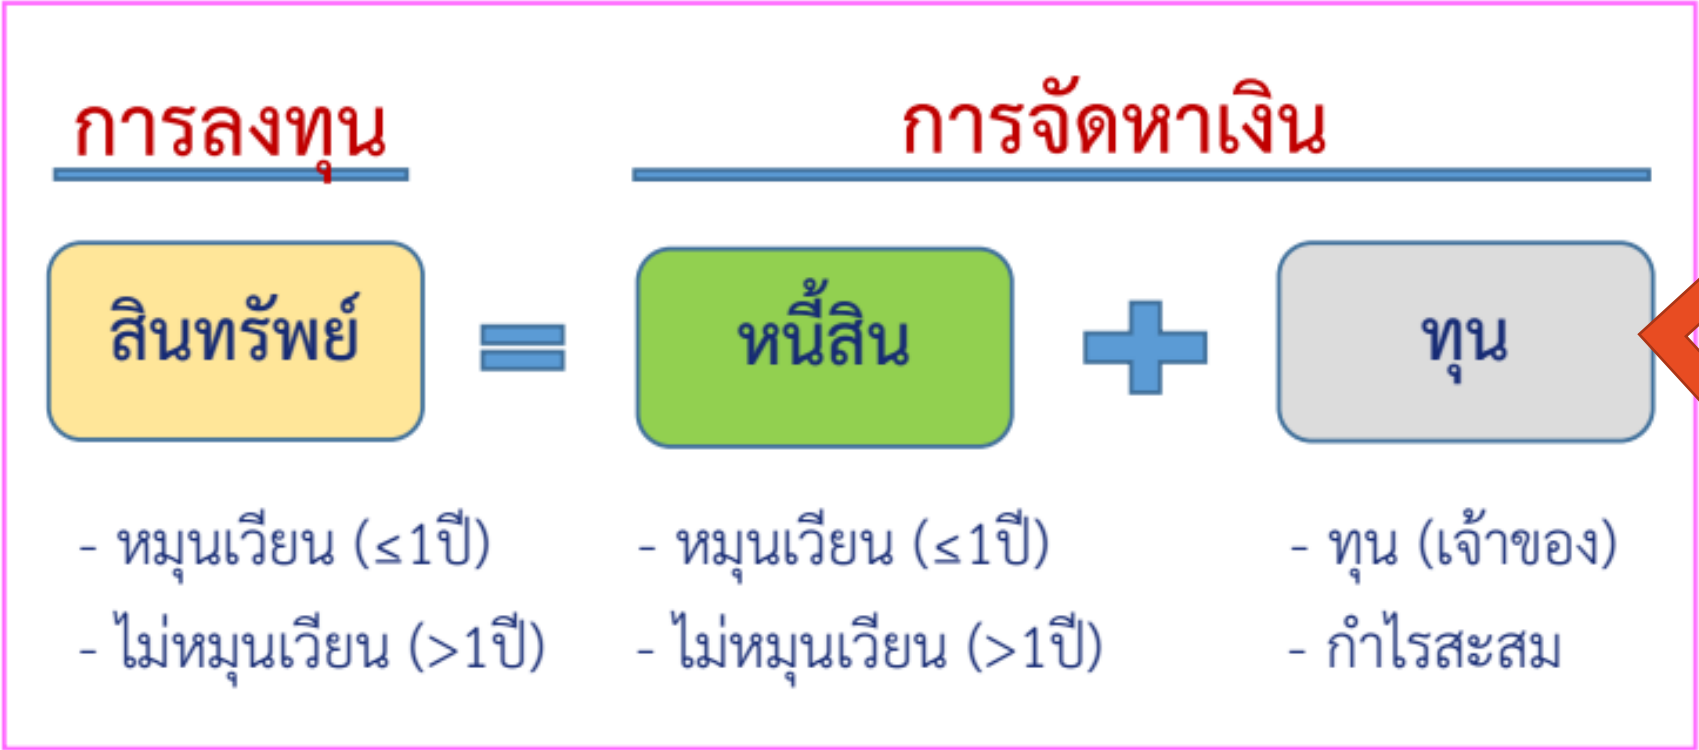 การลงทุน
การจัดหาเงิน
สินทรัพย์ = หนี้สิน + ทุน
- หมุนเวียน (≤1ปี)
- ไม่หมุนเวียน (>1ปี)
- หมุนเวียน (≤1ปี)
- ไม่หมุนเวียน (>1ปี)
- ทุน (เจ้าของ)
- กำไรสะสม